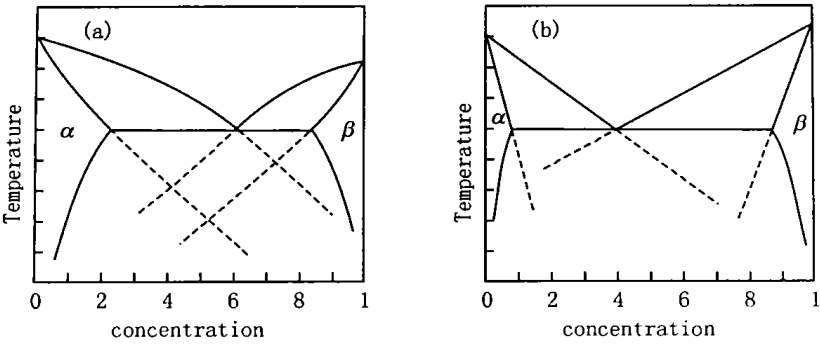 (a)
Temperature
α
β
0 2 4 6 8 1
concentration
(b)
Temperature
α
β
0 2 4 6 8 1
concentration